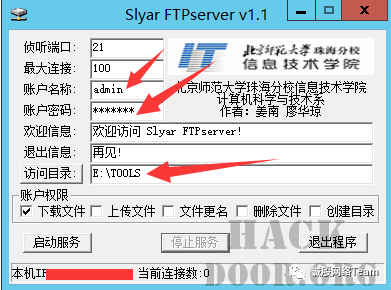 Slyar FTPserver v1.1
侦听端口: 21
最大连接: 100
账户名称: admin
账户密码: *******
欢迎信息: 欢迎访问 Slyar FTPserver!
退出信息: 再见!
访问目录: E:\TOOLS
IT 北京师范大学珠海分校
信息技术学院
北京师范大学珠海分校信息技术学院
计算机科学与技术系
作者: 姜南 廖华琼
账户权限
下载文件 上传文件 文件更名 删除文件 创建目录
启动服务 停止服务 退出程序
本机IP 当前连接数:0
HACK
DOOR.ORG
网络Team